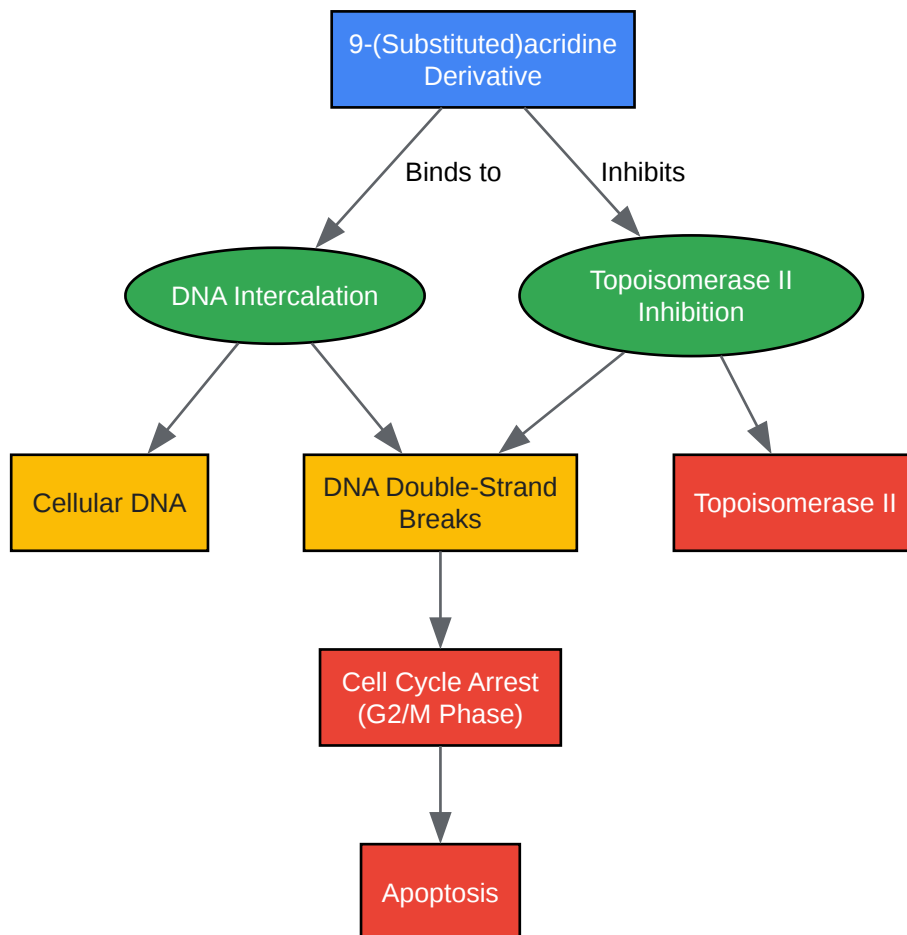 9-(Substituted)acridine
Derivative
Binds to
Inhibits
DNA Intercalation
Topoisomerase II
Inhibition
Cellular DNA
DNA Double-Strand
Breaks
Topoisomerase II
Cell Cycle Arrest
(G2/M Phase)
Apoptosis